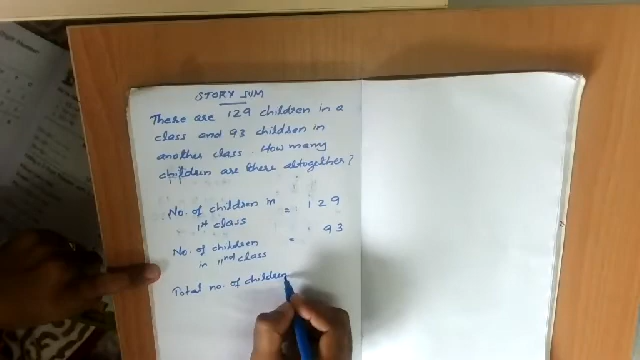 STORY SUM
There are 129 children in a
class and 93 children in
another class. How many
children are there altogether?
No. of children in
1st class = 129
No. of children
in IInd class = 93
Total no. of children